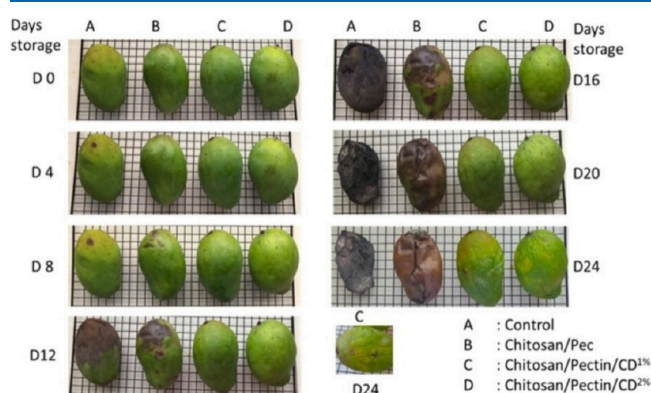 Days storage
A B C D
D 0
D 4
D 8
D12
A B C D
Days storage
D16
D20
D24
C
D24
A : Control
B : Chitosan/Pec
C : Chitosan/Pectin/CD1%
D : Chitosan/Pectin/CD2%